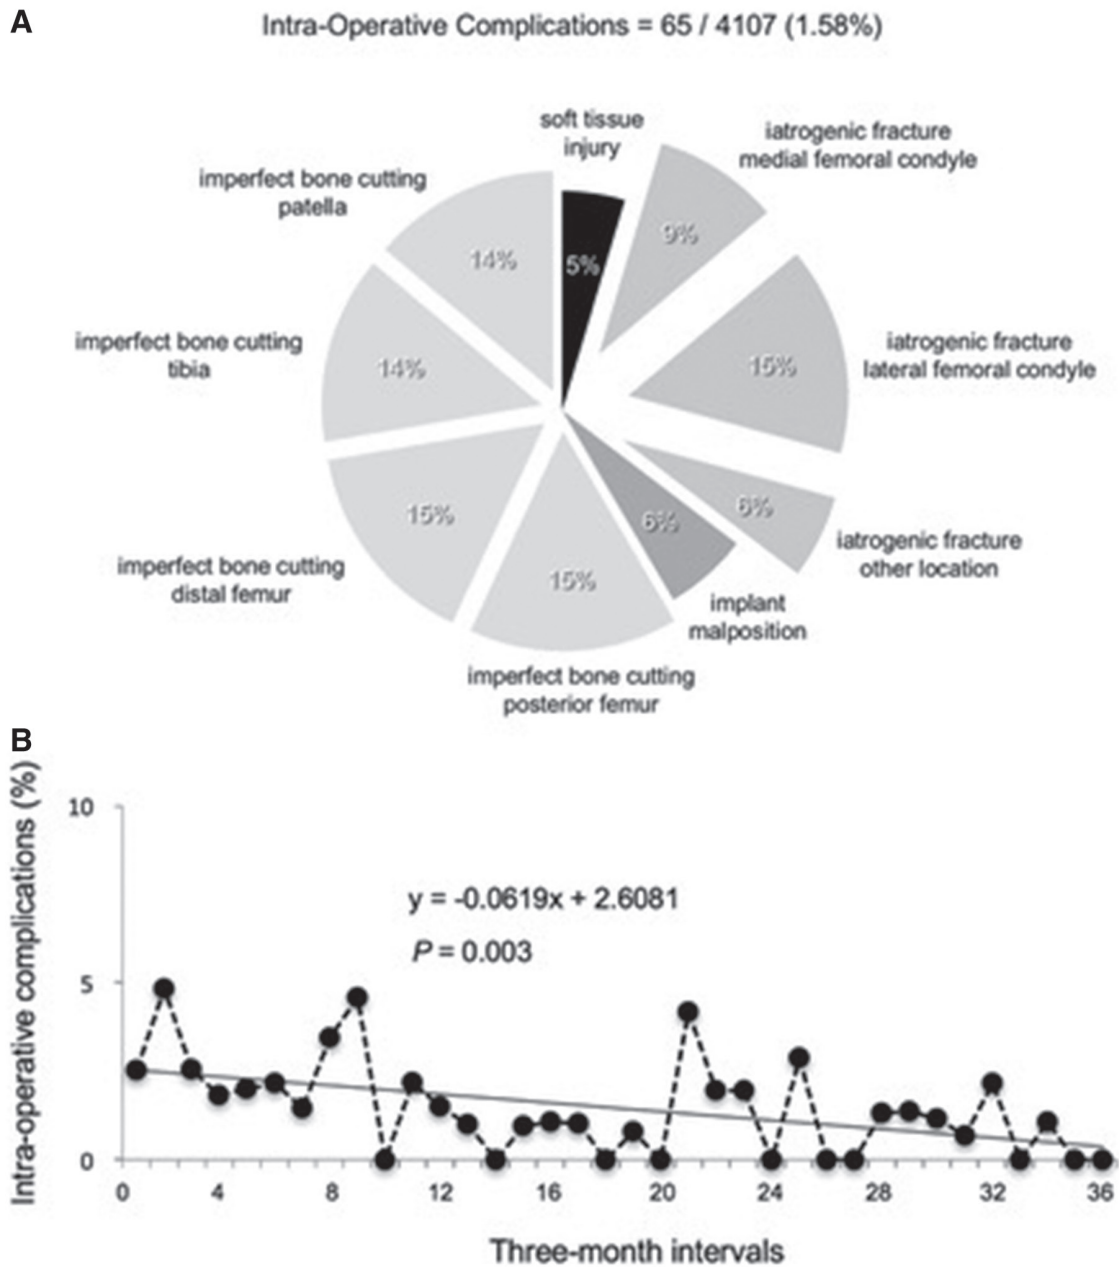 A
Intra-Operative Complications = 65 / 4107 (1.58%)
soft tissue
injury
iatrogenic fracture
medial femoral condyle
imperfect bone cutting
patella
9%
14%
5%
imperfect bone cutting
tibia
14%
15%
iatrogenic fracture
lateral femoral condyle
15%
6%
6%
iatrogenic fracture
other location
imperfect bone cutting
distal femur
15%
implant
malposition
imperfect bone cutting
posterior femur
B
Intra-operative complications (%)
10
5
0
y = -0.0619x + 2.6081
P = 0.003
0 4 8 12 16 20 24 28 32 36
Three-month intervals